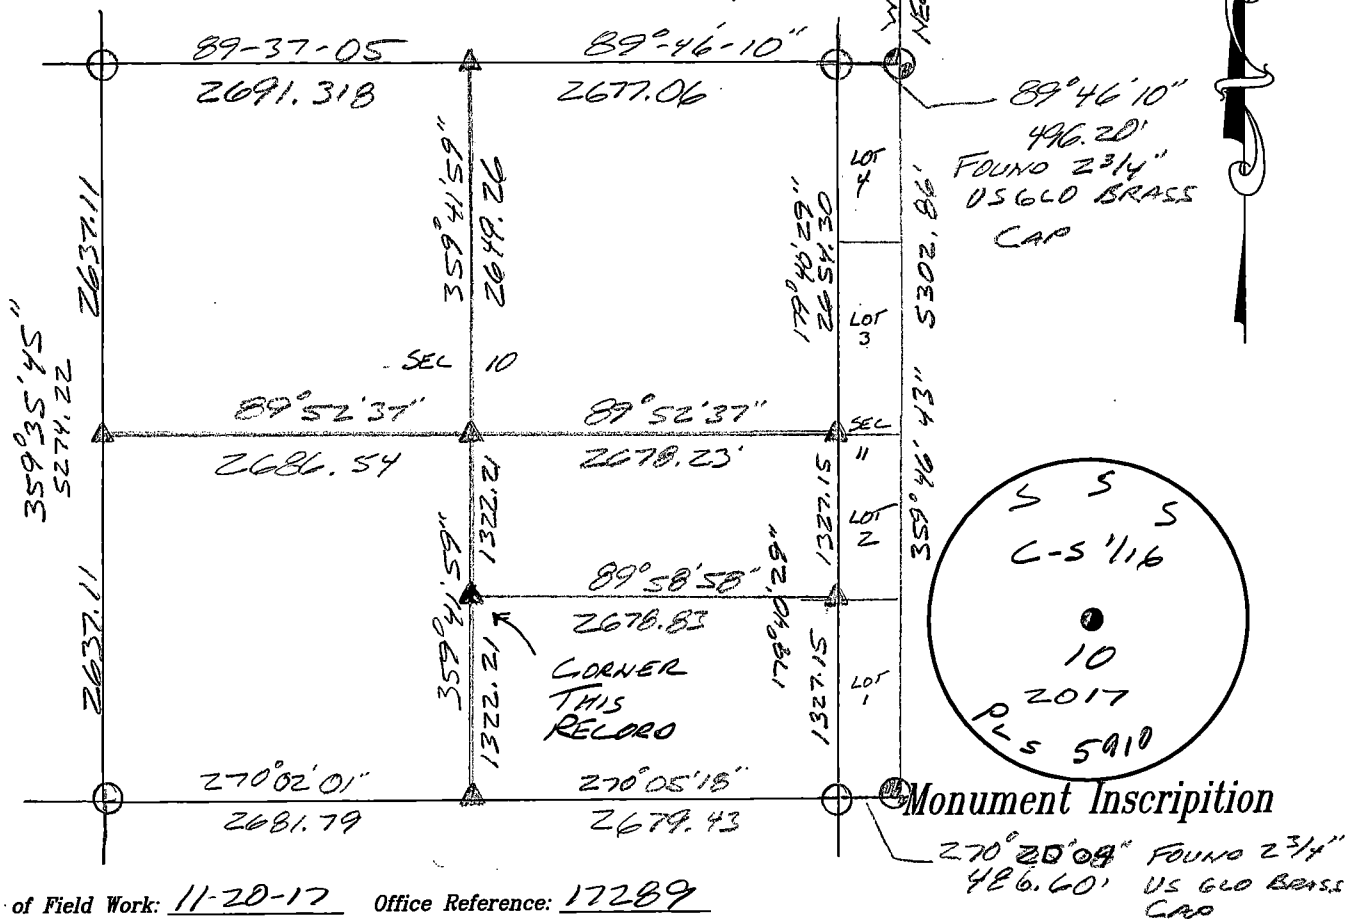 W
NE
89-37-05
2691.318
89°-46'-10"
2677.06
89°46'10"
496.20'
FOUND 2 3/4"
US GLO BRASS
CAP
2637.11
359°41'59"
2649.26
179°40'29"
2654.30
LOT
4
LOT
3
5302.86'
359°46'43"
359°35'45"
5274.22
SEC 10
89°52'37"
2686.54
89°52'37"
2678.23'
SEC
11
359°41'59"
1322.21
1322.21
1327.15
LOT
2
89°58'58"
2678.83
179°40'29"
1327.15
LOT
1
2637.11
CORNER
THIS
RECORD
S S S
C-S 1/16
10
2017
PLS 5910
Monument Inscripition
270°02'01"
2681.79
270°05'18"
2679.43
270°20'09" FOUND 2 3/4"
486.60' US GLO BRASS
CAP
of Field Work: 11-20-17 Office Reference: 17289